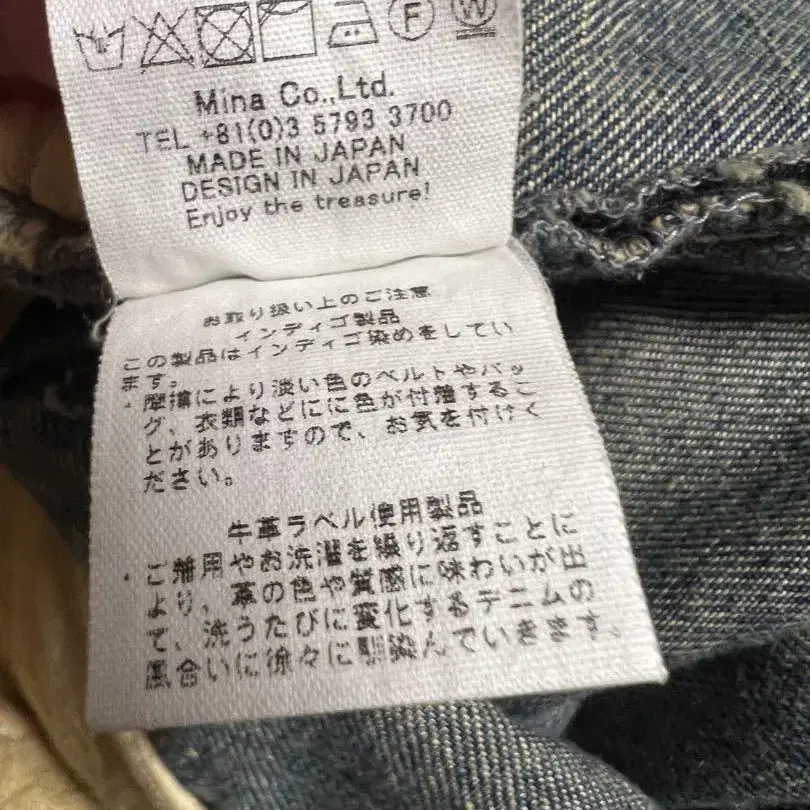 F
W
Mina Co.,Ltd.
TEL +81(0)3 5793 3700
MADE IN JAPAN
DESIGN IN JAPAN
Enjoy the treasure!
お取り扱い上のご注意
インディゴ製品
この製品はインディゴ染めをしてい
ます。
・摩擦により淡い色のベルトやバッ
グ、衣類などにに色が付離するこ
とがありますので、お気を付けく
ださい。
牛革ラベル使用製品
・ご着用やお洗濯を繰り返すことに
より、革の色や質感に味わいが出
て、洗うたびに変化するデニムの
風合いに徐々に馴染んでいきます。